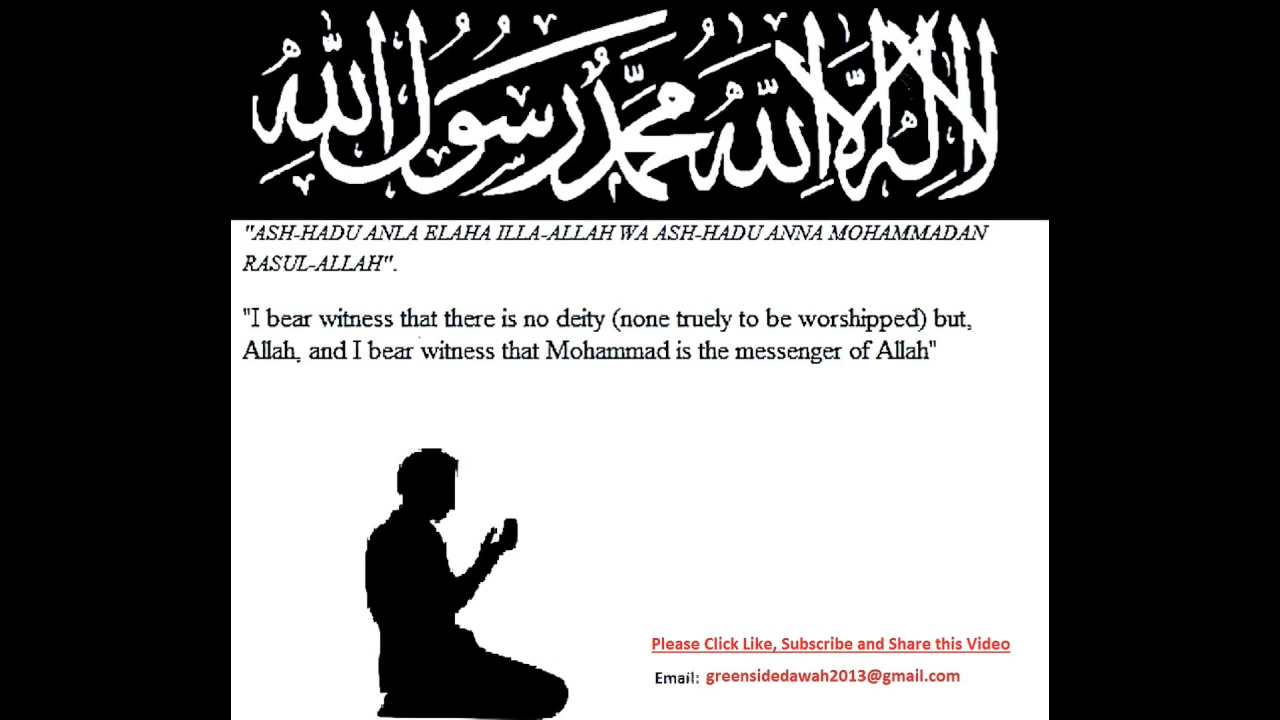 لا إله إلا الله محمد رسول الله
"ASH-HADU ANLA ELAHA ILLA-ALLAH WA ASH-HADU ANNA MOHAMMADAN
RASUL-ALLAH".
"I bear witness that there is no deity (none truely to be worshipped) but,
Allah, and I bear witness that Mohammad is the messenger of Allah"
Please Click Like, Subscribe and Share this Video
Email: greensidedawah2013@gmail.com